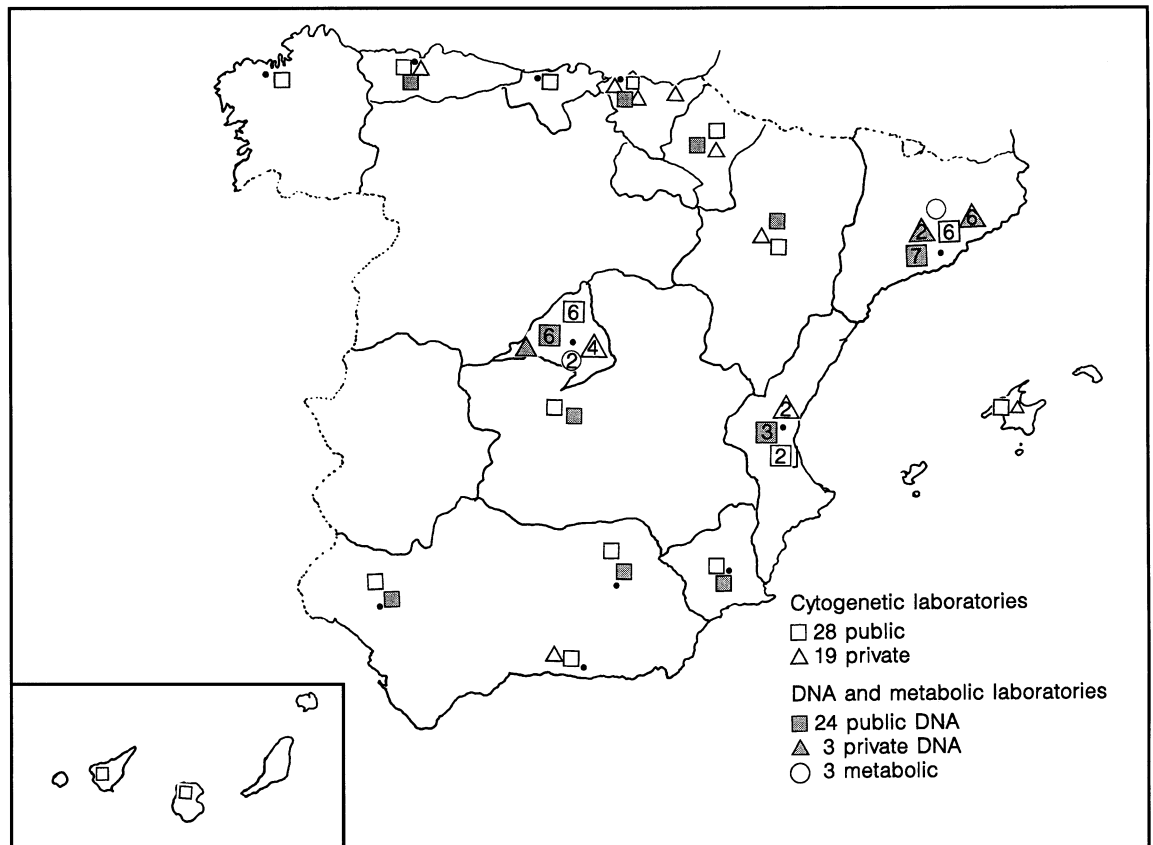 6
2
6
7
6
6
4
2
2
3
2
Cytogenetic laboratories
28 public
19 private
DNA and metabolic laboratories
24 public DNA
3 private DNA
3 metabolic